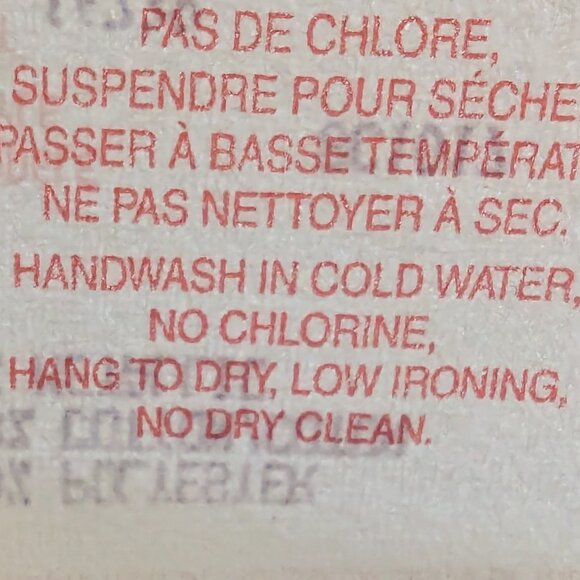 PAS DE CHLORE,
SUSPENDRE POUR SÉCHE
PASSER À BASSE TEMPÉRAT
NE PAS NETTOYER À SEC.
HANDWASH IN COLD WATER,
NO CHLORINE,
HANG TO DRY, LOW IRONING,
NO DRY CLEAN.
POLYESTER